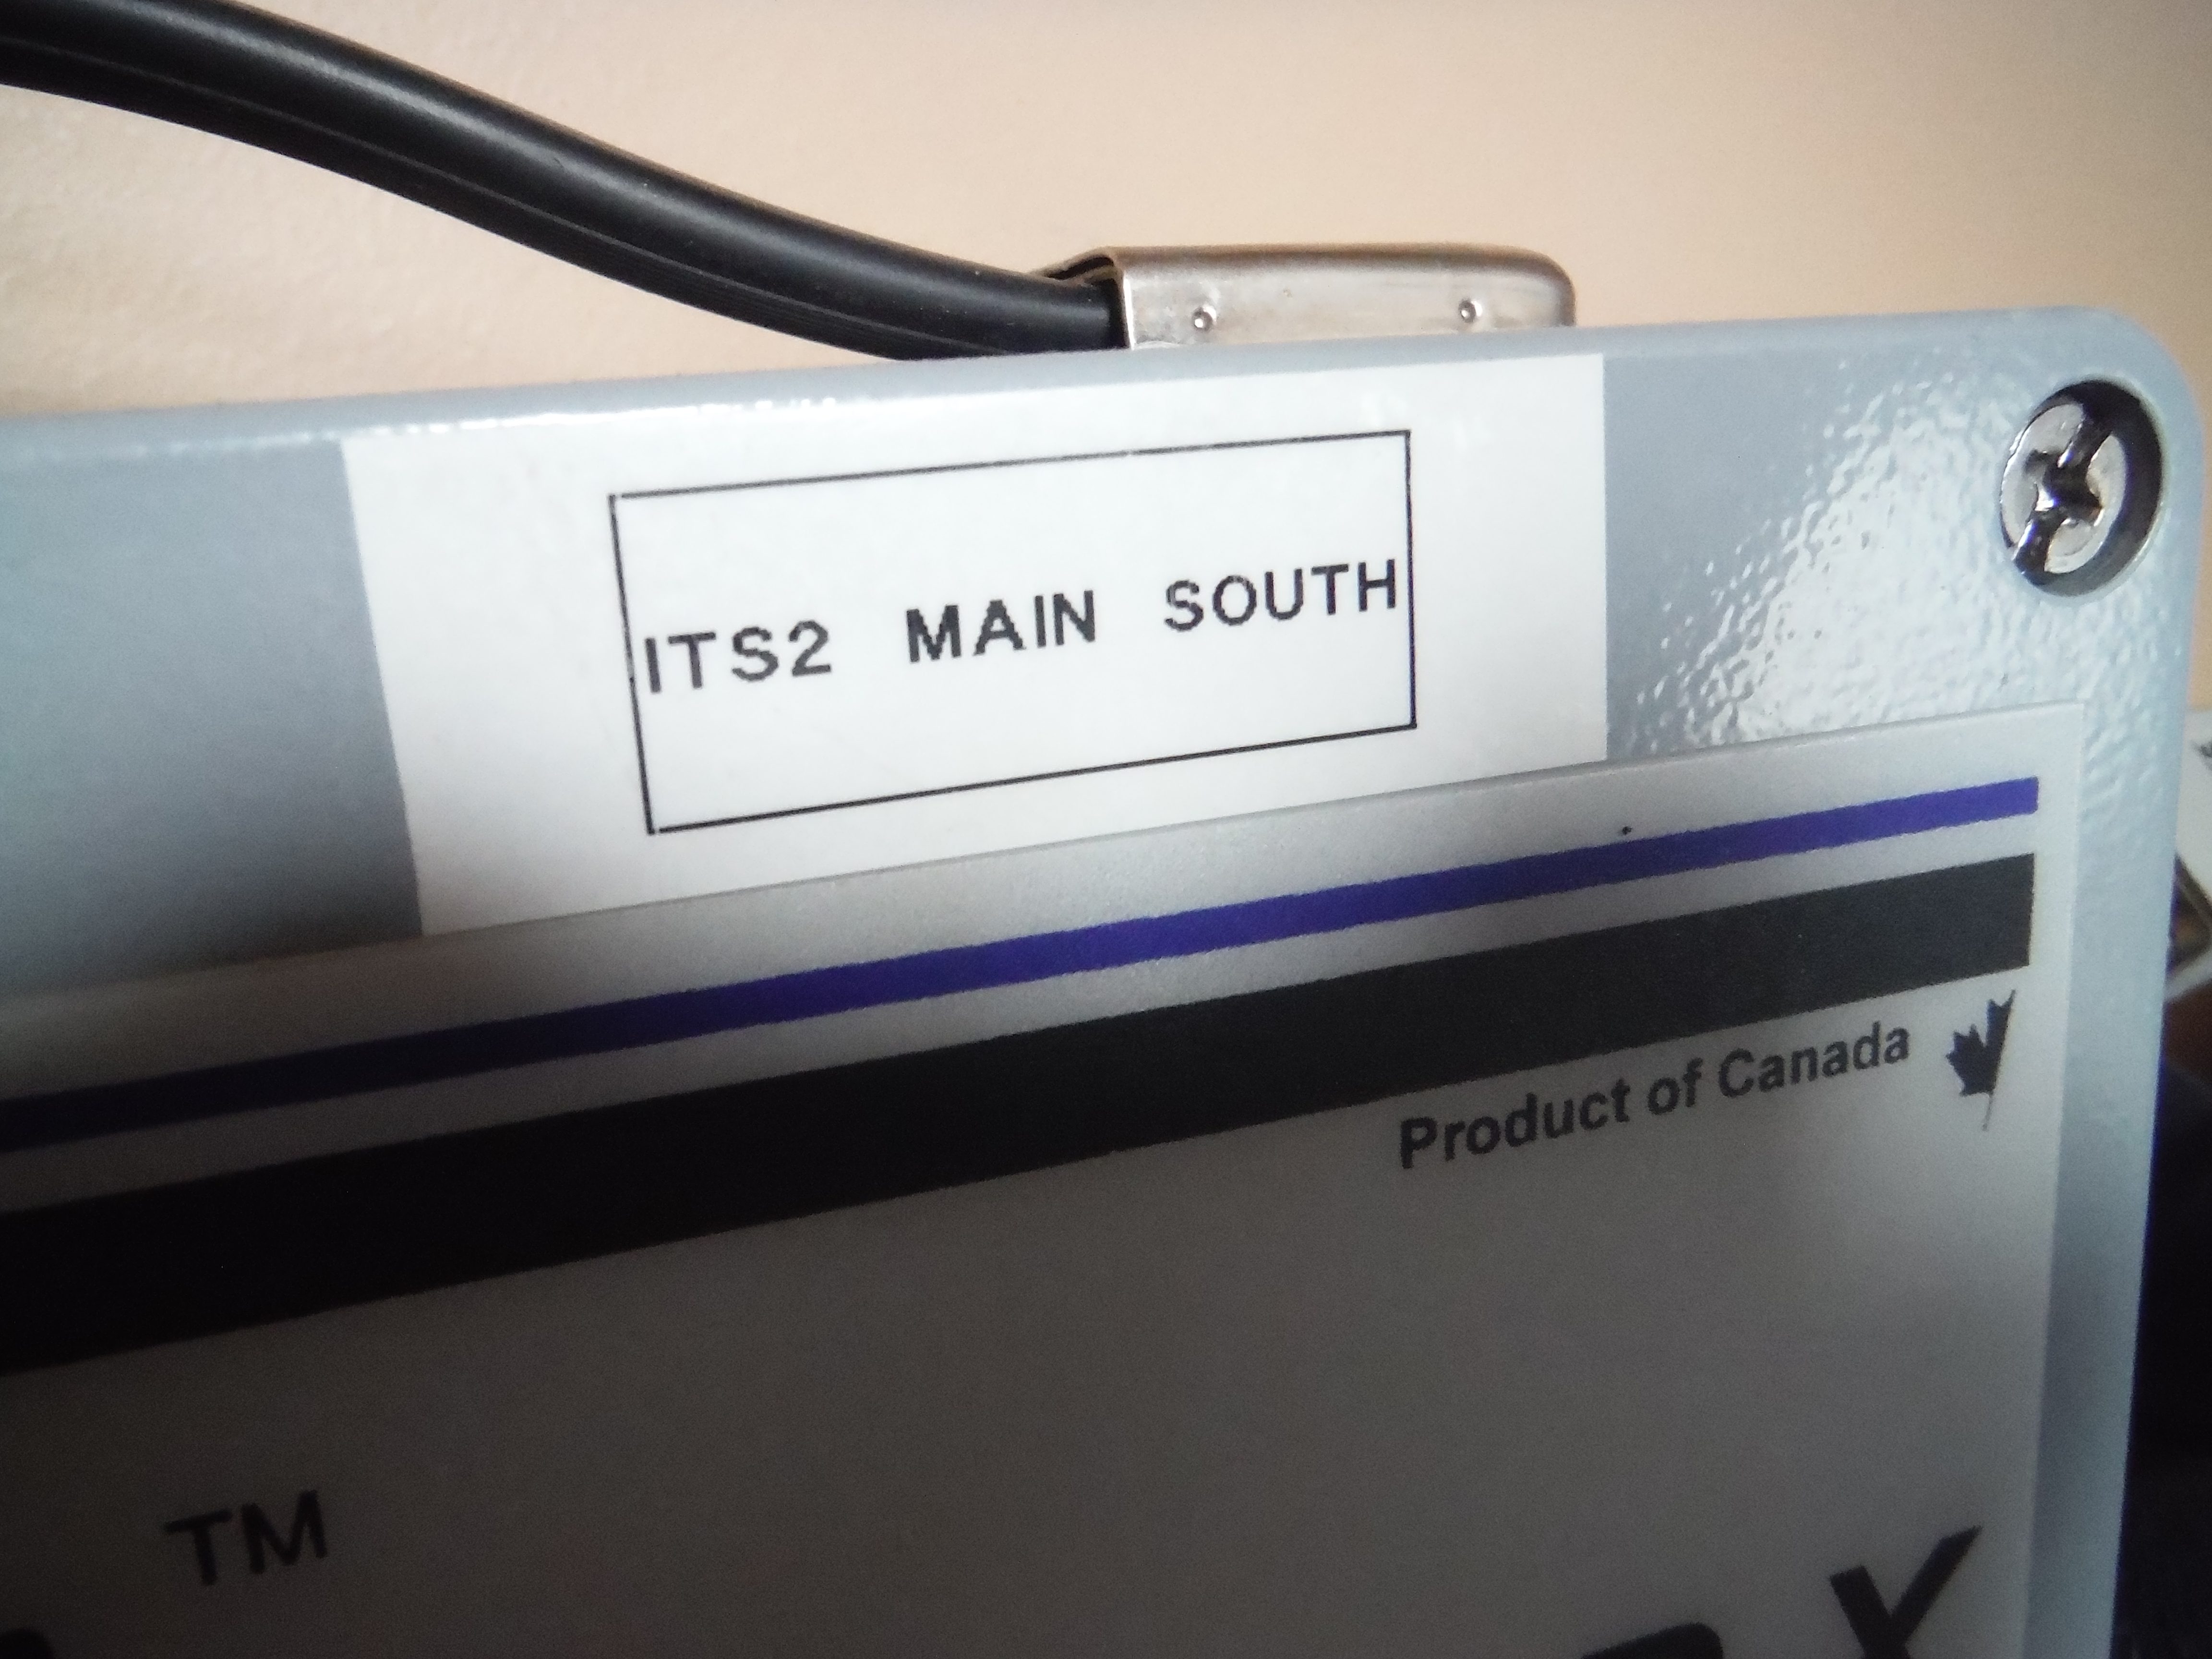 ITS2 MAIN SOUTH
Product of Canada
TM